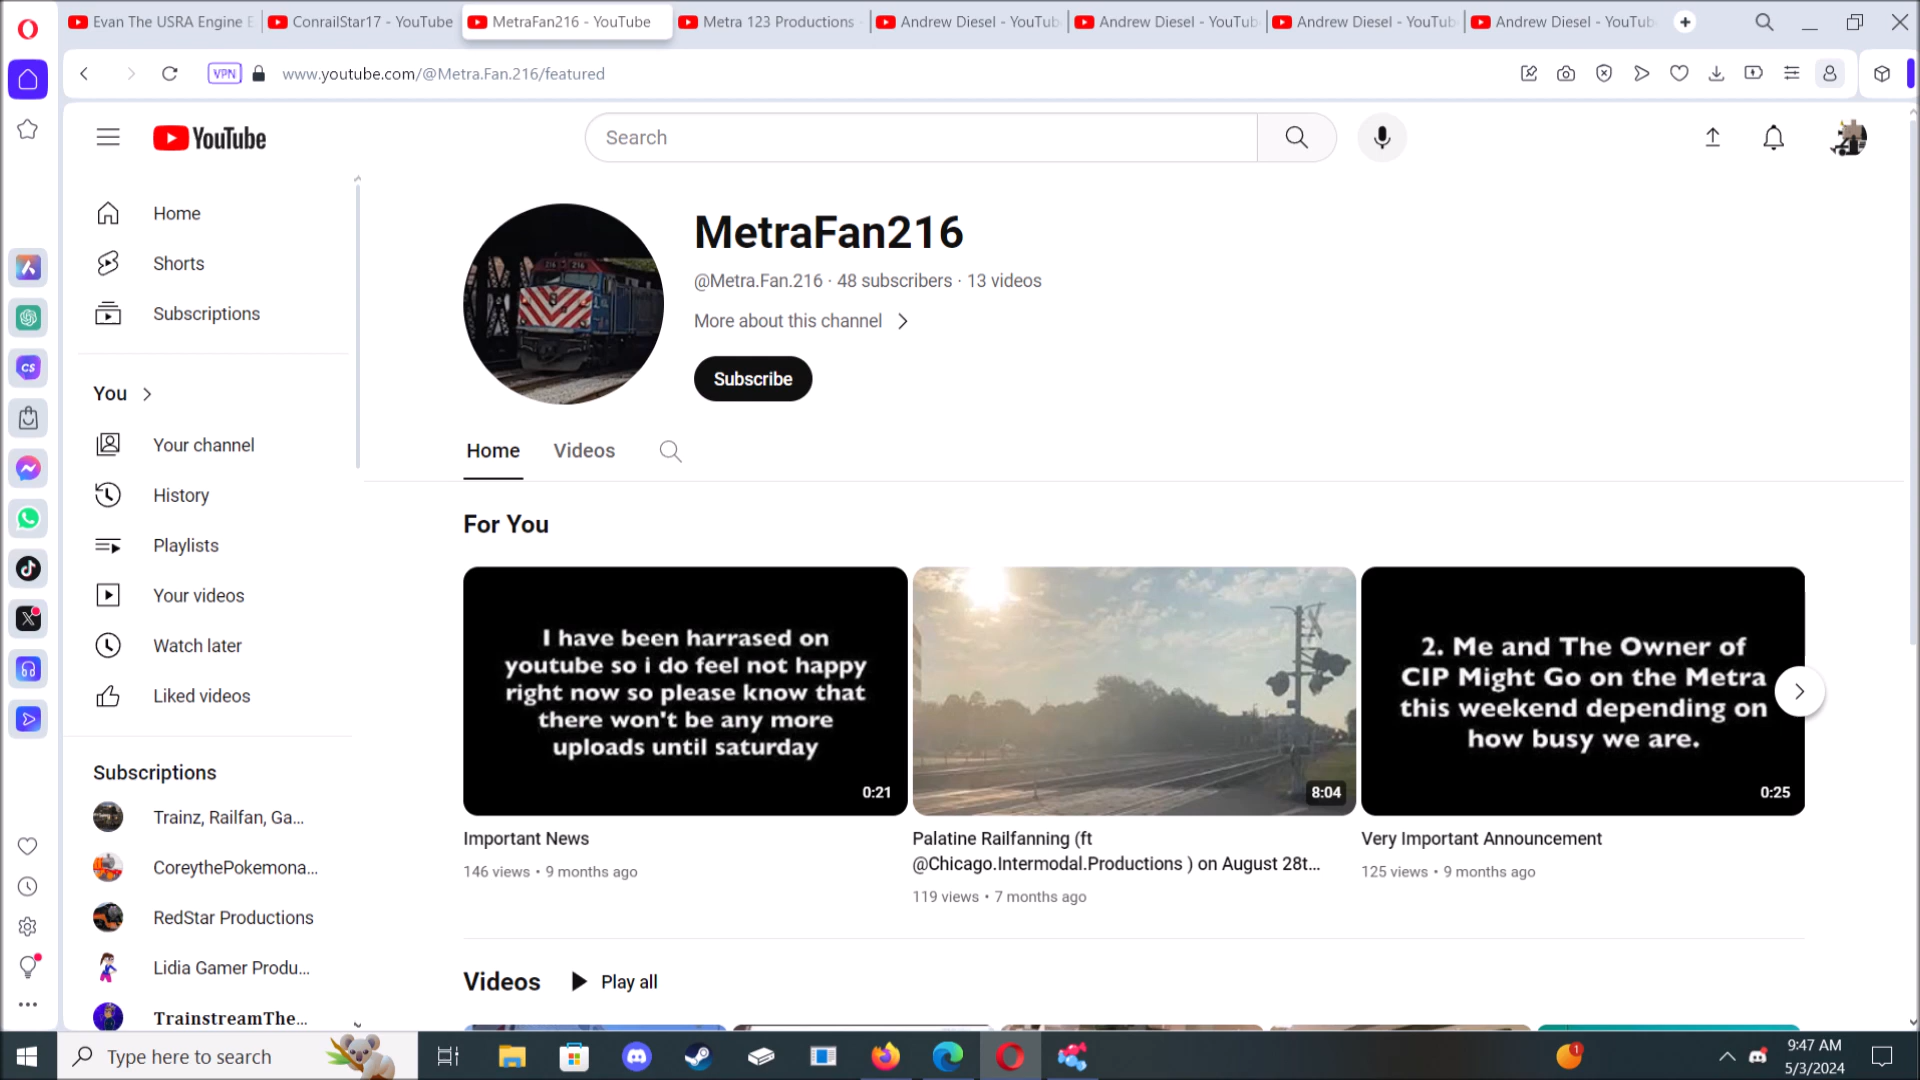 Evan The USRA Engine E
ConrailStar17 - YouTube
MetraFan216 - YouTube
Metra 123 Productions -
Andrew Diesel - YouTub
Andrew Diesel - YouTub
Andrew Diesel - YouTub
Andrew Diesel - YouTub
VPN
www.youtube.com/@Metra.Fan.216/featured
YouTube
Search
Home
Shorts
Subscriptions
You
Your channel
History
Playlists
Your videos
Watch later
Liked videos
Subscriptions
Trainz, Railfan, Ga...
CoreythePokemona...
RedStar Productions
Lidia Gamer Produ...
TrainstreamThe...
CS
216 216
MetraFan216
@Metra.Fan.216 · 48 subscribers · 13 videos
More about this channel
Subscribe
Home
Videos
For You
I have been harrased on
youtube so i do feel not happy
right now so please know that
there won't be any more
uploads until saturday
0:21
Important News
146 views • 9 months ago
8:04
Palatine Railfanning (ft
@Chicago.Intermodal.Productions ) on August 28t...
119 views • 7 months ago
2. Me and The Owner of
CIP Might Go on the Metra
this weekend depending on
how busy we are.
0:25
Very Important Announcement
125 views • 9 months ago
Videos
Play all
Type here to search
1
9:47 AM
5/3/2024